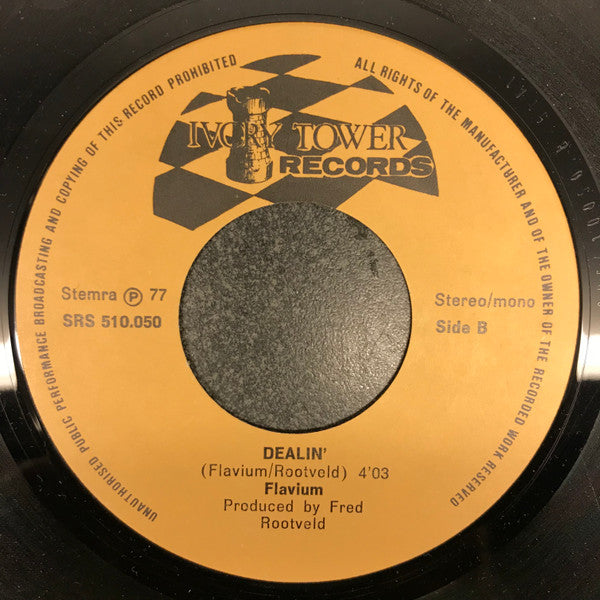 UNAUTHORISED PUBLIC PERFORMANCE BROADCASTING AND COPYING OF THIS RECORD PROHIBITED
ALL RIGHTS OF THE MANUFACTURER AND OF THE OWNER OF THE RECORDED WORK RESERVED
IVORY TOWER
RECORDS
Stemra Ⓟ 77
SRS 510.050
Stereo/mono
Side B
DEALIN'
(Flavium/Rootveld) 4'03
Flavium
Produced by Fred
Rootveld